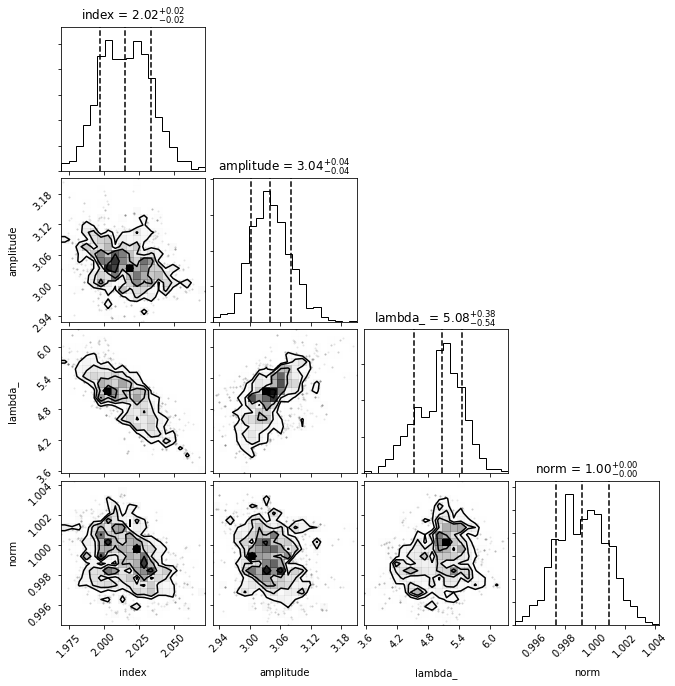 index = 2.02+0.02 −0.02
amplitude = 3.04+0.04 −0.04
3.18
3.12
3.06
3.00
2.94
amplitude
lambda_ = 5.08+0.38 −0.54
6.0
5.4
4.8
4.2
3.6
lambda_
norm = 1.00+0.00 −0.00
1.004
1.002
1.000
0.998
0.996
norm
1.975 2.000 2.025 2.050
2.94 3.00 3.06 3.12 3.18
3.6 4.2 4.8 5.4 6.0
0.996 0.998 1.000 1.002 1.004
index amplitude lambda_ norm